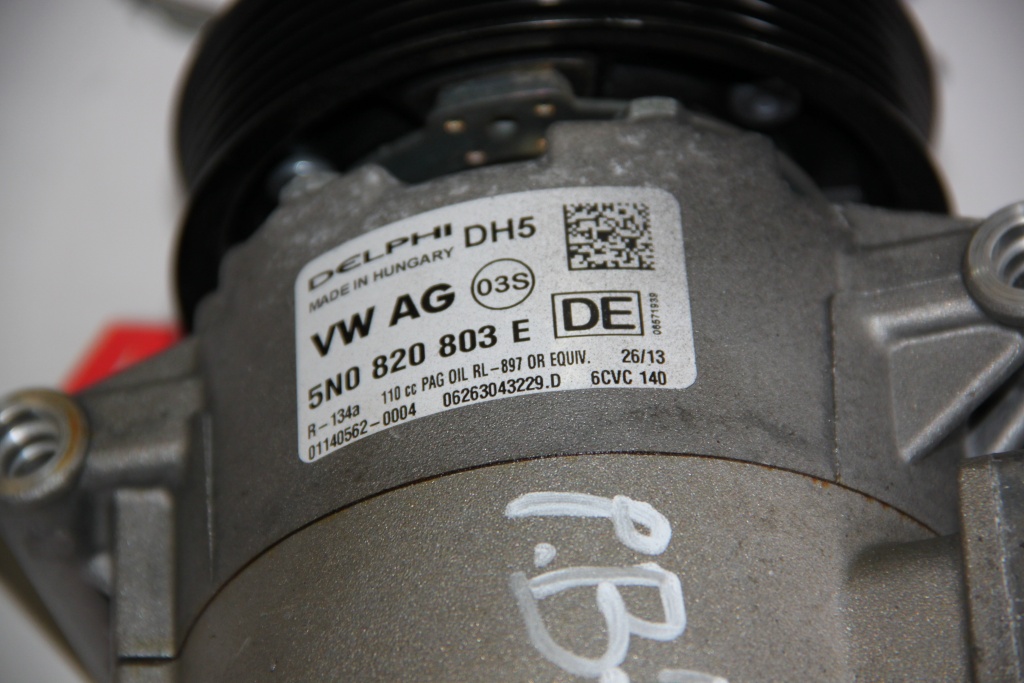 DELPHI DH5
MADE IN HUNGARY
VW AG 03S
5N0 820 803 E DE
06571939
R-134a 110 cc PAG OIL RL-897 OR EQUIV. 26/13
01140562-0004 06263043229.D 6CVC 140
P.B.